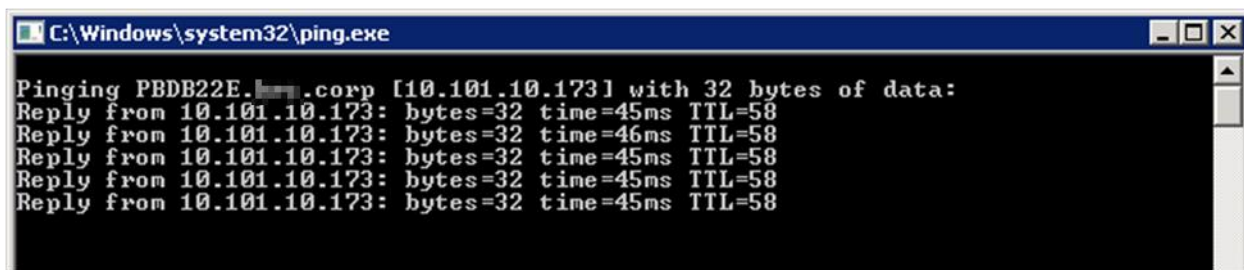 C:\Windows\system32\ping.exe
Pinging PBDB22E. .corp [10.101.10.173] with 32 bytes of data:
Reply from 10.101.10.173: bytes=32 time=45ms TTL=58
Reply from 10.101.10.173: bytes=32 time=46ms TTL=58
Reply from 10.101.10.173: bytes=32 time=45ms TTL=58
Reply from 10.101.10.173: bytes=32 time=45ms TTL=58
Reply from 10.101.10.173: bytes=32 time=45ms TTL=58